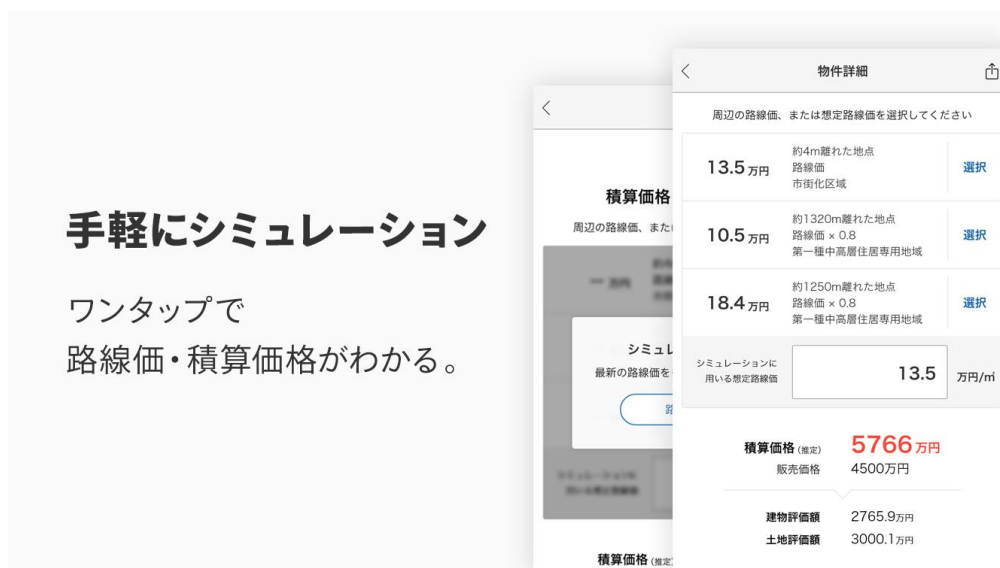 手軽にシミュレーション
ワンタップで
路線価・積算価格がわかる。
積算価格
周辺の路線価、また
シミュレ
最新の路線価を
積算価格(推定)
物件詳細
周辺の路線価、または想定路線価を選択してください
13.5万円
約4m離れた地点
路線価
市街化区域
選択
10.5万円
約1320m離れた地点
路線価 × 0.8
第一種中高層住居専用地域
選択
18.4万円
約1250m離れた地点
路線価 × 0.8
第一種中高層住居専用地域
選択
シミュレーションに
用いる想定路線価
13.5
万円/㎡
積算価格(推定) 5766万円
販売価格 4500万円
建物評価額 2765.9万円
土地評価額 3000.1万円